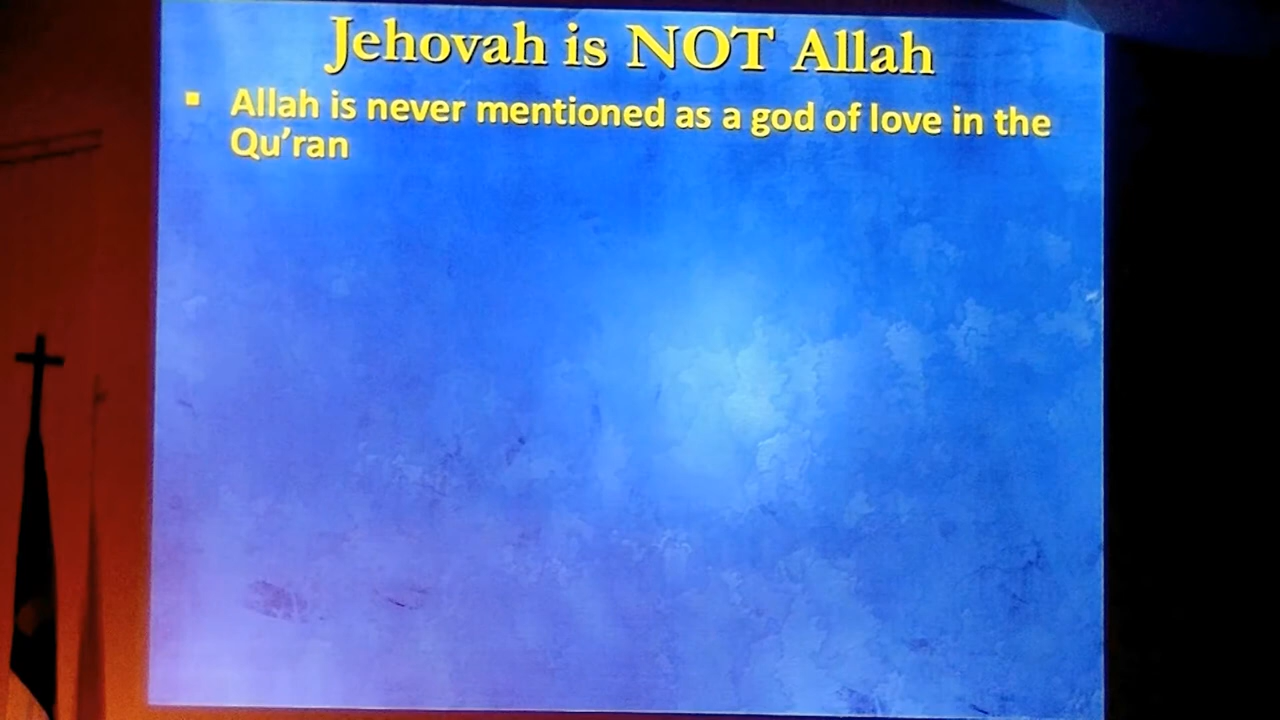 Jehovah is NOT Allah
▪ Allah is never mentioned as a god of love in the
Qu’ran